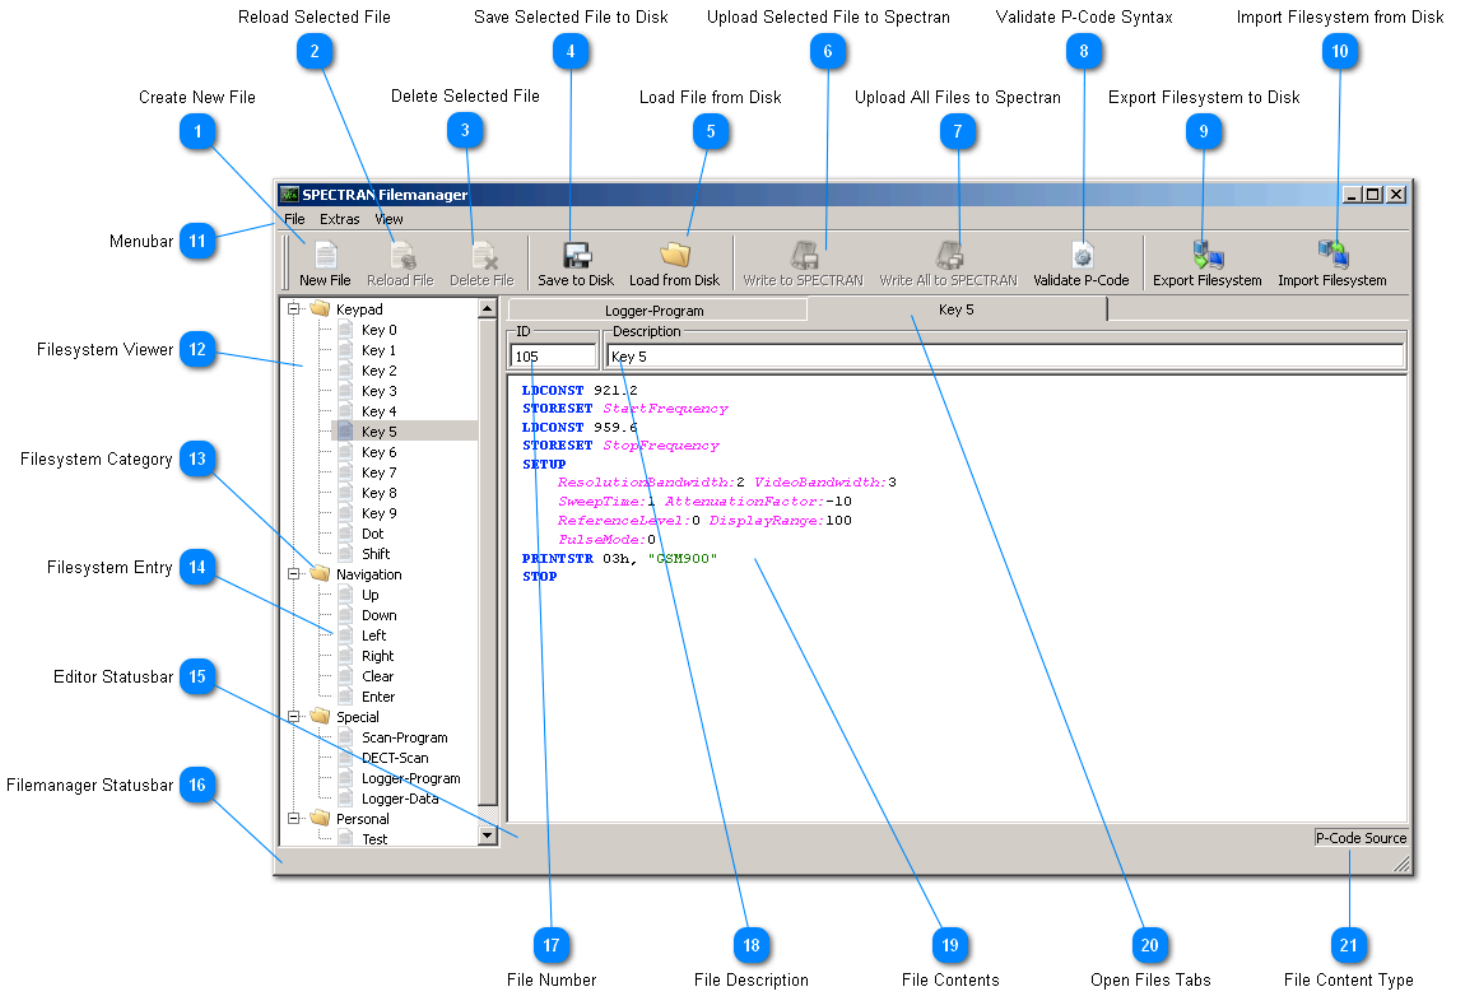 Reload Selected File
Save Selected File to Disk
Upload Selected File to Spectran
Validate P-Code Syntax
Import Filesystem from Disk
2
4
6
8
10
Create New File
Delete Selected File
Load File from Disk
Upload All Files to Spectran
Export Filesystem to Disk
1
3
5
7
9
SPECTRAN Filemanager
File Extras View
Menubar 11
New File
Reload File
Delete File
Save to Disk
Load from Disk
Write to SPECTRAN
Write All to SPECTRAN
Validate P-Code
Export Filesystem
Import Filesystem
Filesystem Viewer 12
Filesystem Category 13
Filesystem Entry 14
Editor Statusbar 15
Filemanager Statusbar 16
Keypad
Key 0
Key 1
Key 2
Key 3
Key 4
Key 5
Key 6
Key 7
Key 8
Key 9
Dot
Shift
Navigation
Up
Down
Left
Right
Clear
Enter
Special
Scan-Program
DECT-Scan
Logger-Program
Logger-Data
Personal
Test
Logger-Program
Key 5
ID
Description
105
Key 5
LDCONST 921.2
STORESET StartFrequency
LDCONST 959.6
STORESET StopFrequency
SETUP
ResolutionBandwidth:2 VideoBandwidth:3
SweepTime:1 AttenuationFactor:-10
ReferenceLevel:0 DisplayRange:100
PulseMode:0
PRINTSTR 03h, "GSM900"
STOP
P-Code Source
17
18
19
20
21
File Number
File Description
File Contents
Open Files Tabs
File Content Type